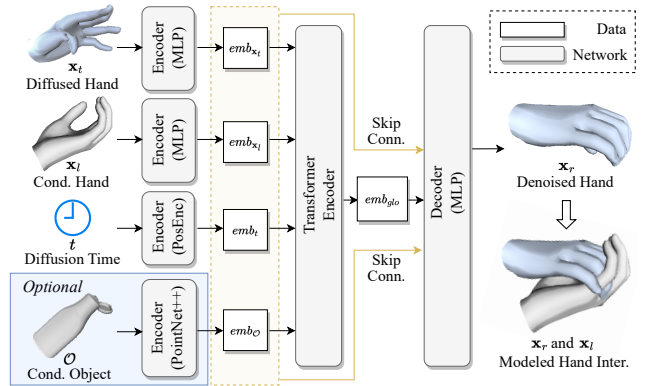 x_t
Diffused Hand
Encoder
(MLP)
emb_{x_t}
x_l
Cond. Hand
Encoder
(MLP)
emb_{x_l}
t
Diffusion Time
Encoder
(PosEnc)
emb_t
Optional
𝒪
Cond. Object
Encoder
(PointNet++)
emb_𝒪
Transformer
Encoder
Skip
Conn.
emb_{glo}
Skip
Conn.
Decoder
(MLP)
Data
Network
x_r
Denoised Hand
x_r and x_l
Modeled Hand Inter.